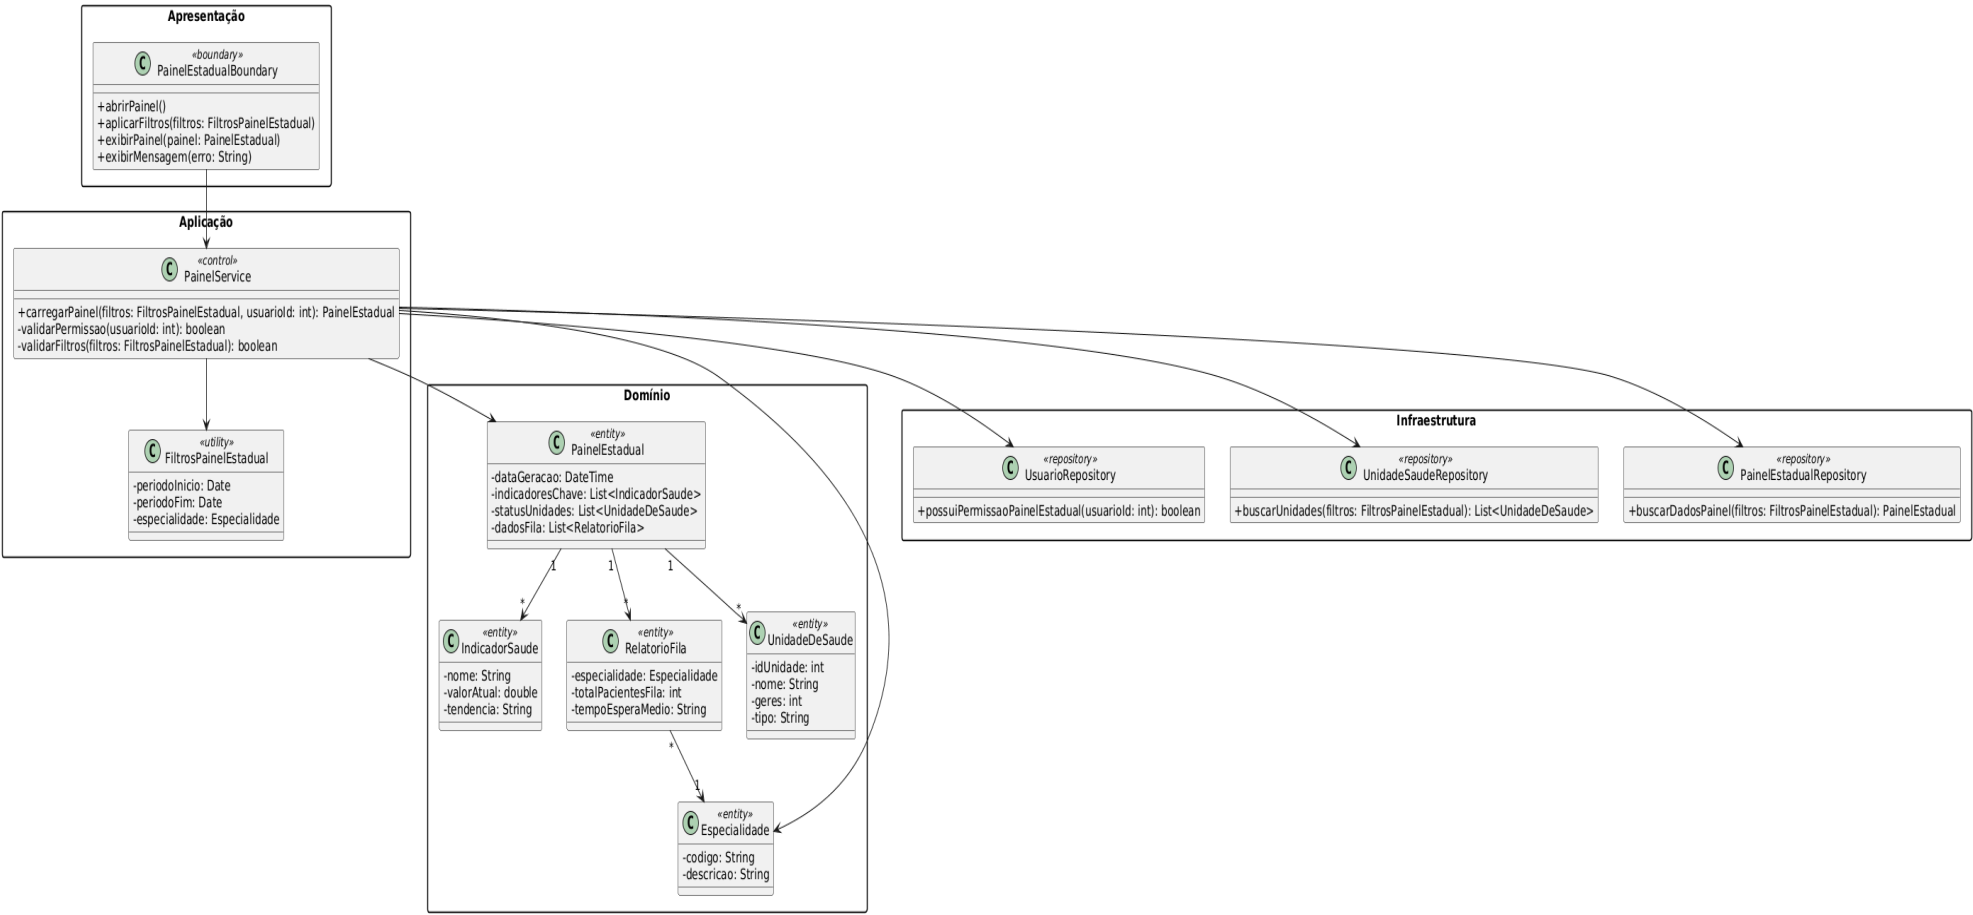 Apresentação
«boundary»
C PainelEstadualBoundary
+abrirPainel()
+aplicarFiltros(filtros: FiltrosPainelEstadual)
+exibirPainel(painel: PainelEstadual)
+exibirMensagem(erro: String)
Aplicação
«control»
C PainelService
+carregarPainel(filtros: FiltrosPainelEstadual, usuarioId: int): PainelEstadual
-validarPermissao(usuarioId: int): boolean
-validarFiltros(filtros: FiltrosPainelEstadual): boolean
«utility»
C FiltrosPainelEstadual
-periodoInicio: Date
-periodoFim: Date
-especialidade: Especialidade
Domínio
«entity»
C PainelEstadual
-dataGeracao: DateTime
-indicadoresChave: List<IndicadorSaude>
-statusUnidades: List<UnidadeDeSaude>
-dadosFila: List<RelatorioFila>
1 1 1
* * *
«entity»
C IndicadorSaude
-nome: String
-valorAtual: double
-tendencia: String
«entity»
C RelatorioFila
-especialidade: Especialidade
-totalPacientesFila: int
-tempoEsperaMedio: String
«entity»
C UnidadeDeSaude
-idUnidade: int
-nome: String
-geres: int
-tipo: String
*
1
«entity»
C Especialidade
-codigo: String
-descricao: String
Infraestrutura
«repository»
C UsuarioRepository
+possuiPermissaoPainelEstadual(usuarioId: int): boolean
«repository»
C UnidadeSaudeRepository
+buscarUnidades(filtros: FiltrosPainelEstadual): List<UnidadeDeSaude>
«repository»
C PainelEstadualRepository
+buscarDadosPainel(filtros: FiltrosPainelEstadual): PainelEstadual